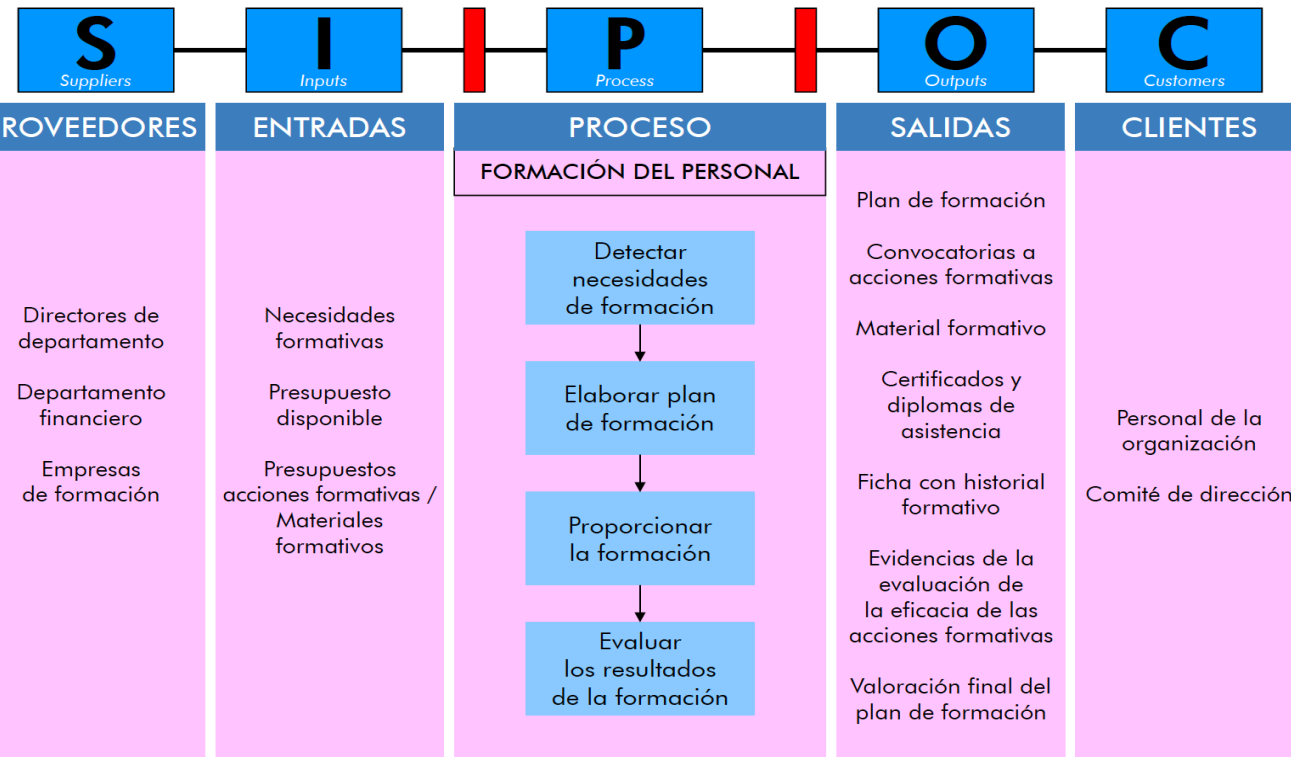 S
Suppliers
I
Inputs
P
Process
O
Outputs
C
Customers
ROVEEDORES
ENTRADAS
PROCESO
SALIDAS
CLIENTES
Directores de
departamento
Departamento
financiero
Empresas
de formación
Necesidades
formativas
Presupuesto
disponible
Presupuestos
acciones formativas /
Materiales
formativos
FORMACIÓN DEL PERSONAL
Detectar
necesidades
de formación
Elaborar plan
de formación
Proporcionar
la formación
Evaluar
los resultados
de la formación
Plan de formación
Convocatorias a
acciones formativas
Material formativo
Certificados y
diplomas de
asistencia
Ficha con historial
formativo
Evidencias de la
evaluación de
la eficacia de las
acciones formativas
Valoración final del
plan de formación
Personal de la
organización
Comité de dirección